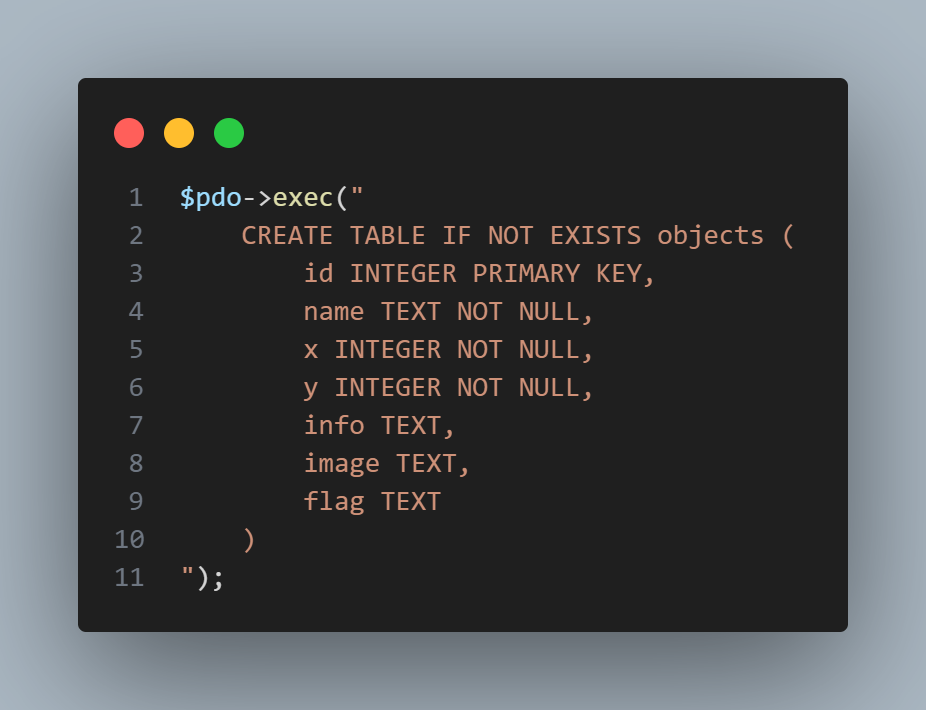 1 $pdo->exec("
2     CREATE TABLE IF NOT EXISTS objects (
3         id INTEGER PRIMARY KEY,
4         name TEXT NOT NULL,
5         x INTEGER NOT NULL,
6         y INTEGER NOT NULL,
7         info TEXT,
8         image TEXT,
9         flag TEXT
10     )
11 ");